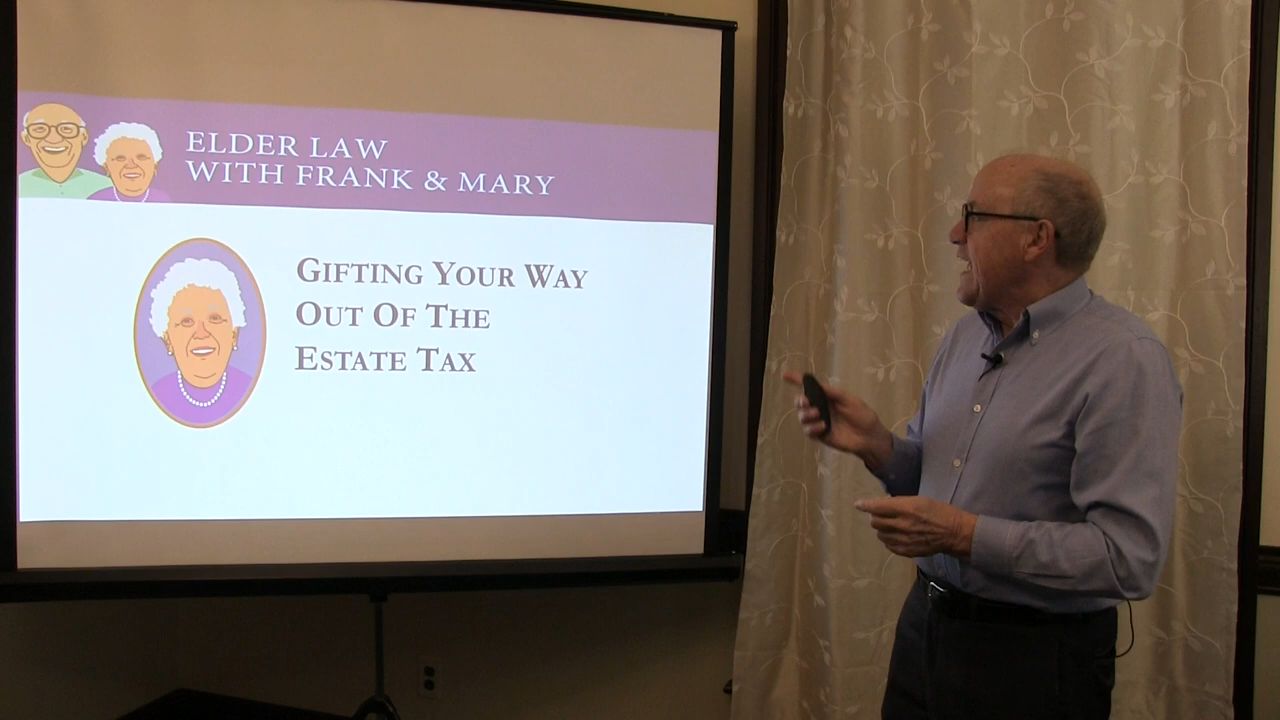 ELDER LAW
WITH FRANK & MARY
GIFTING YOUR WAY
OUT OF THE
ESTATE TAX